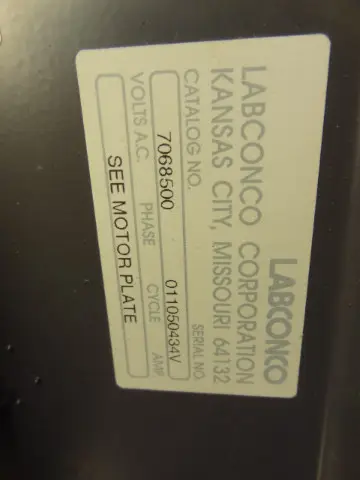 LABCONCO
LABCONCO CORPORATION
KANSAS CITY, MISSOURI 64132
CATALOG NO. SERIAL NO.
7068500 011050434V
VOLTS A.C. PHASE CYCLE AMP
SEE MOTOR PLATE